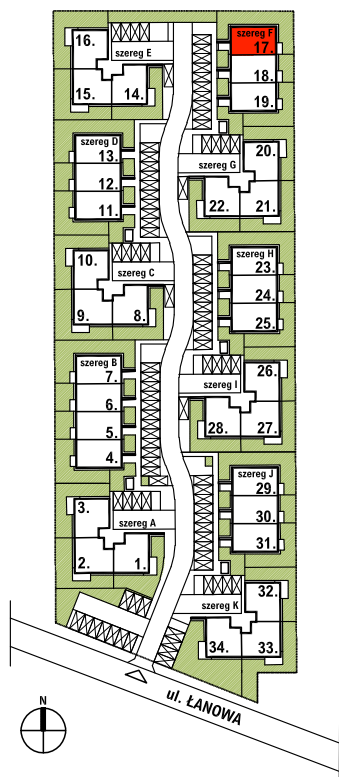 16.
szereg E
15.
14.
szereg F
17.
18.
19.
szereg D
13.
12.
11.
20.
szereg G
22.
21.
10.
szereg C
9.
8.
szereg H
23.
24.
25.
szereg B
7.
6.
5.
4.
26.
szereg I
28.
27.
3.
szereg A
2.
1.
szereg J
29.
30.
31.
32.
szereg K
34.
33.
ul. ŁANOWA
N